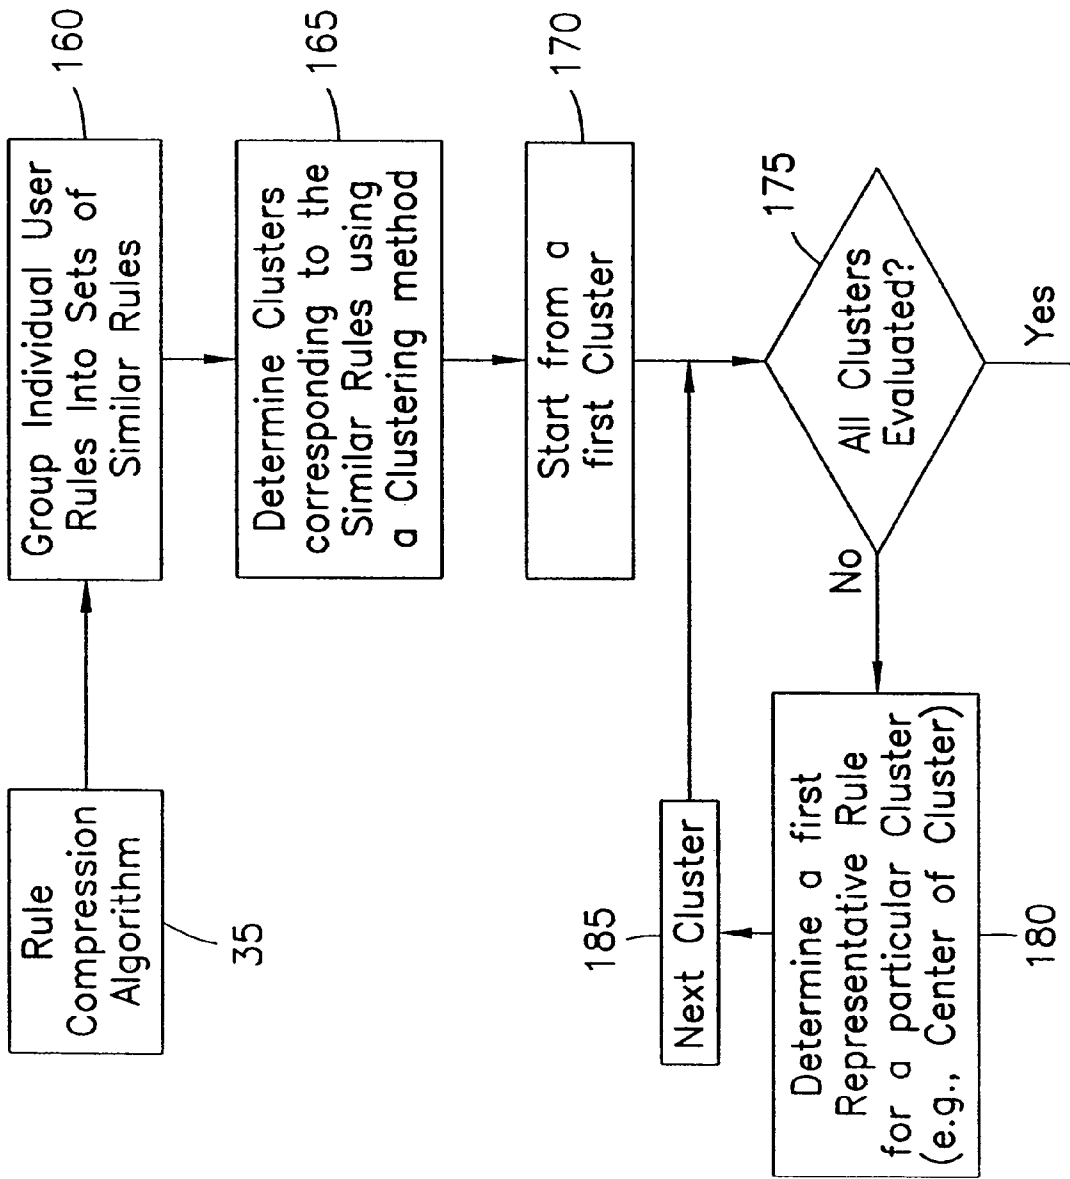 Rule
Compression
Algorithm
35
Group Individual User
Rules Into Sets of
Similar Rules
160
Determine Clusters
corresponding to the
Similar Rules using
a Clustering method
165
Start from a
first Cluster
170
All Clusters
Evaluated?
175
No
Yes
Determine a first
Representative Rule
for a particular Cluster
(e.g., Center of Cluster)
180
Next Cluster
185